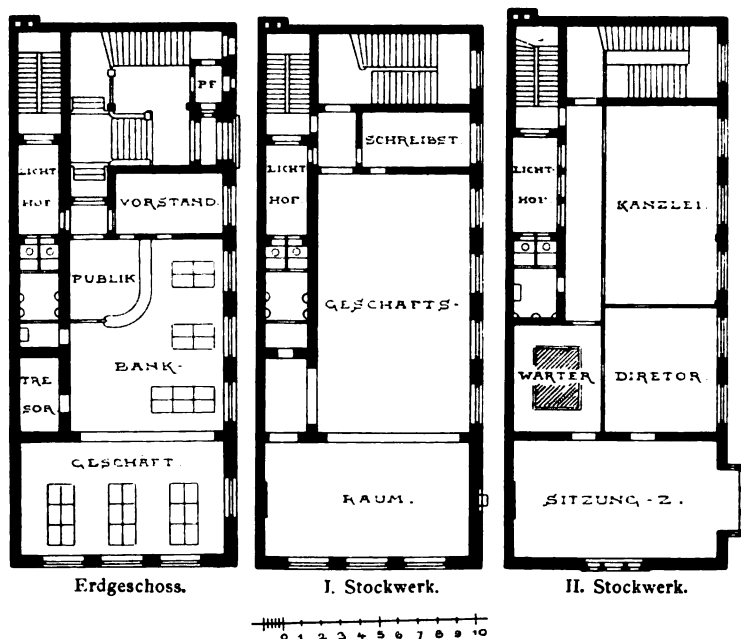 PF
LICHT
HOF
VORSTAND.
PUBLIK
BANK-
TRE
SOR.
GESCHÄFT.
Erdgeschoss.
SCHREIBST.
LICHT
HOF.
GESCHÄFTS-
RAUM.
I. Stockwerk.
LICHT-
HOF.
KANZLEI.
WARTER
DIRETOR.
SITZUNG-Z.
II. Stockwerk.
0 1 2 3 4 5 6 7 8 9 10